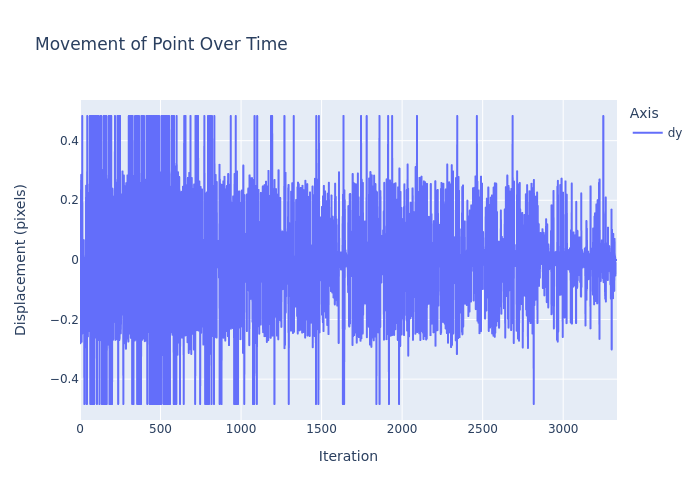 Movement of Point Over Time
Axis
dy
Displacement (pixels)
0.4
0.2
0
−0.2
−0.4
0 500 1000 1500 2000 2500 3000
Iteration